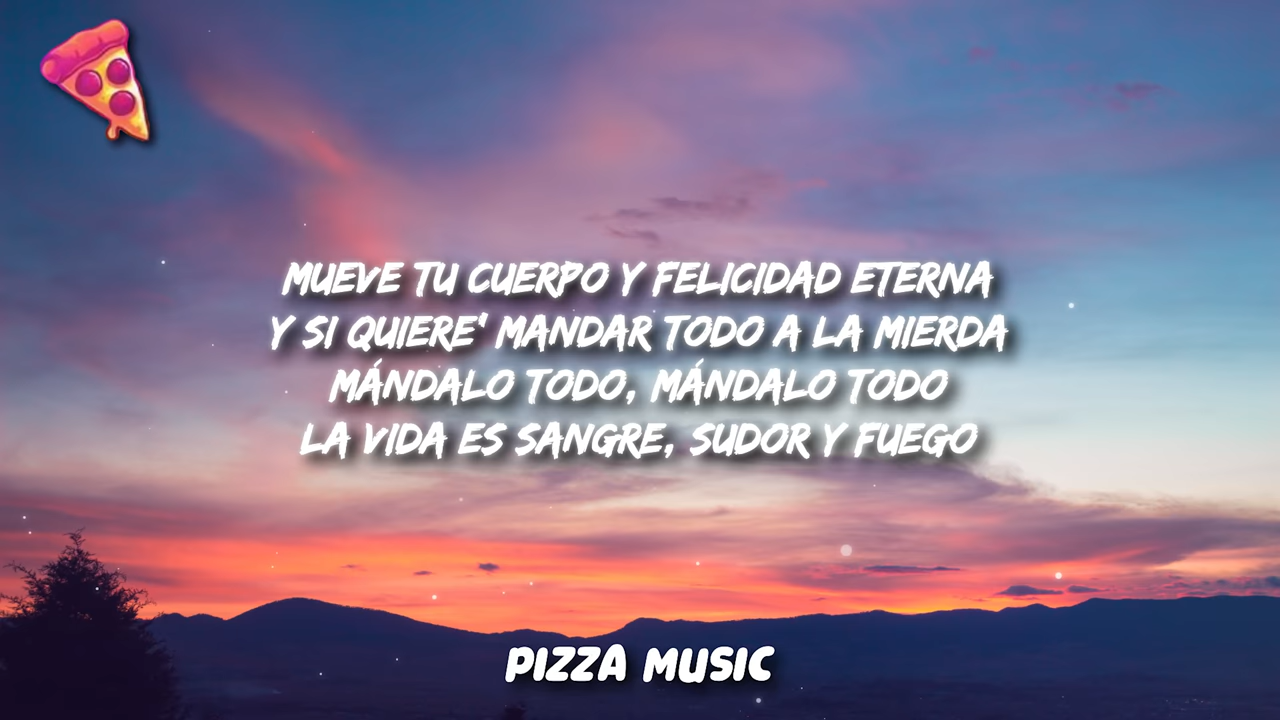 MUEVE TU CUERPO Y FELICIDAD ETERNA
Y SI QUIERE' MANDAR TODO A LA MIERDA
MÁNDALO TODO, MÁNDALO TODO
LA VIDA ES SANGRE, SUDOR Y FUEGO
PIZZA MUSIC